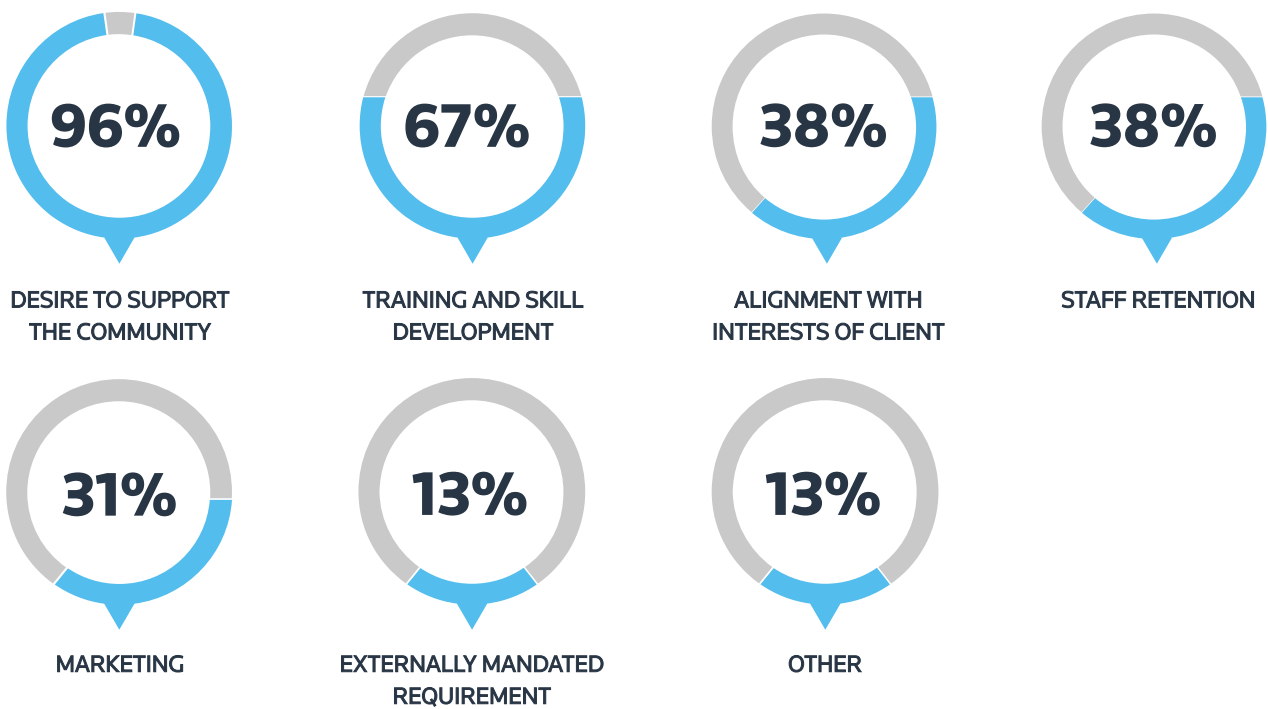 96%
DESIRE TO SUPPORT
THE COMMUNITY
67%
TRAINING AND SKILL
DEVELOPMENT
38%
ALIGNMENT WITH
INTERESTS OF CLIENT
38%
STAFF RETENTION
31%
MARKETING
13%
EXTERNALLY MANDATED
REQUIREMENT
13%
OTHER